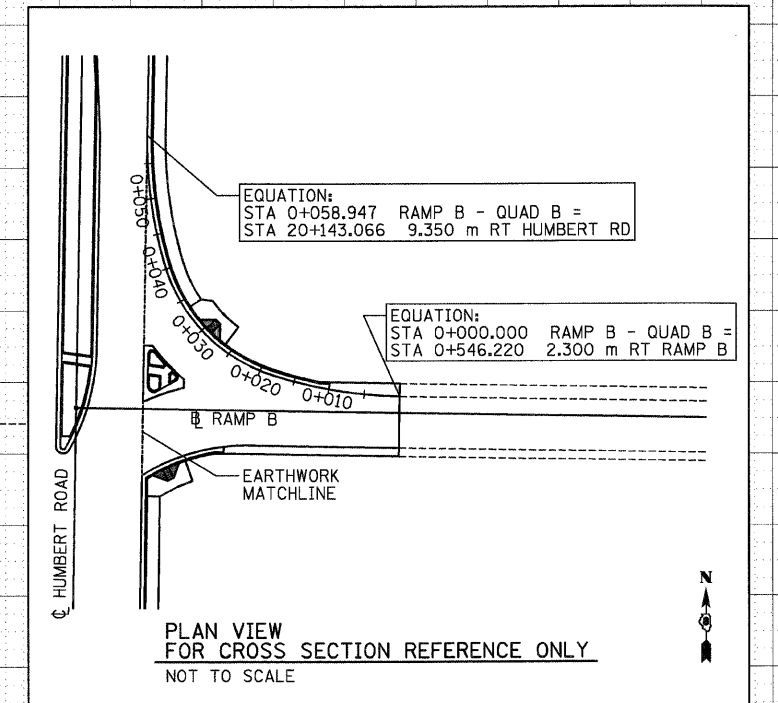 EQUATION:
STA 0+058.947 RAMP B - QUAD B =
STA 20+143.066 9.350 m RT HUMBERT RD
EQUATION:
STA 0+000.000 RAMP B - QUAD B =
STA 0+546.220 2.300 m RT RAMP B
0+050
0+040
0+030
0+020
0+010
℄ RAMP B
EARTHWORK
MATCHLINE
℄ HUMBERT ROAD
N
PLAN VIEW
FOR CROSS SECTION REFERENCE ONLY
NOT TO SCALE